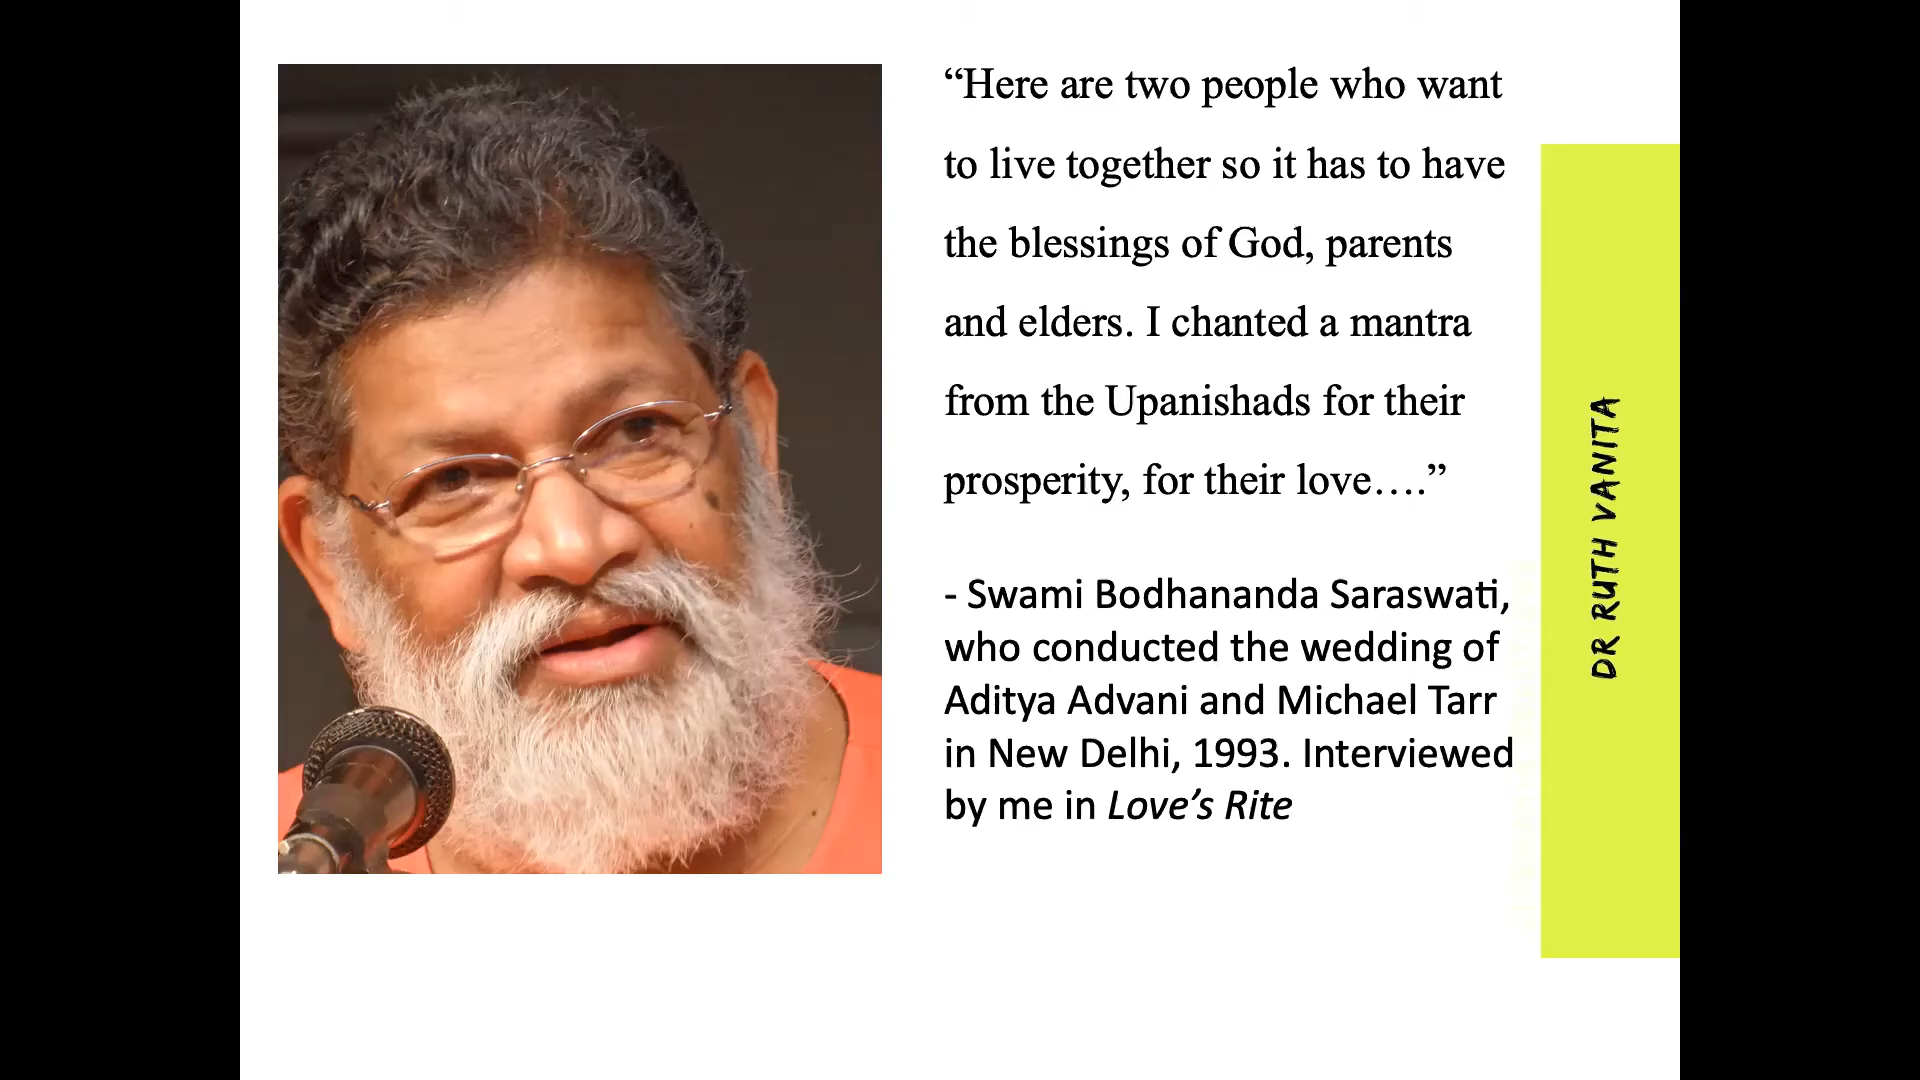 “Here are two people who want
to live together so it has to have
the blessings of God, parents
and elders. I chanted a mantra
from the Upanishads for their
prosperity, for their love….”
- Swami Bodhananda Saraswati,
who conducted the wedding of
Aditya Advani and Michael Tarr
in New Delhi, 1993. Interviewed
by me in Love’s Rite
DR RUTH VANITA